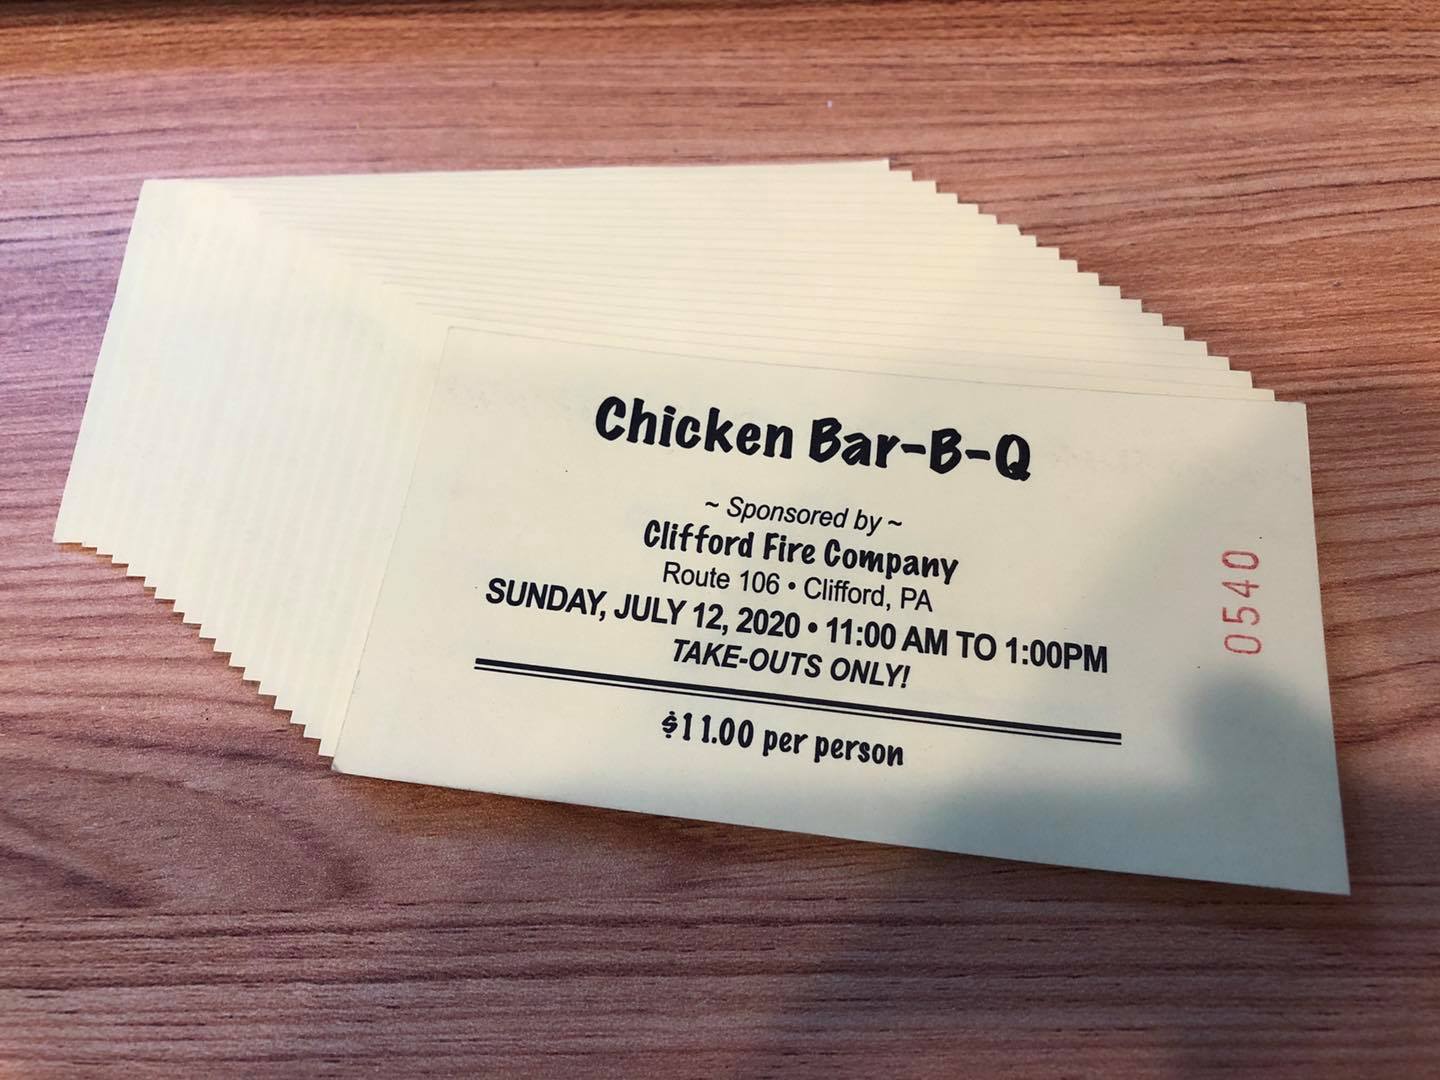 Chicken Bar-B-Q
~ Sponsored by ~
Clifford Fire Company
Route 106 • Clifford, PA
SUNDAY, JULY 12, 2020 • 11:00 AM TO 1:00PM
TAKE-OUTS ONLY!
$11.00 per person
0540